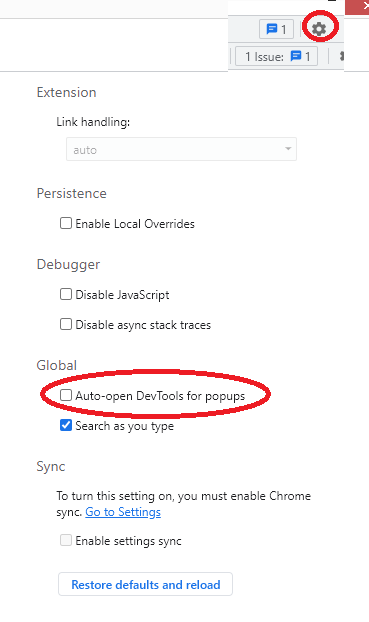 1
1 Issue: 1
Extension
Link handling:
auto
Persistence
Enable Local Overrides
Debugger
Disable JavaScript
Disable async stack traces
Global
Auto-open DevTools for popups
Search as you type
Sync
To turn this setting on, you must enable Chrome
sync. Go to Settings
Enable settings sync
Restore defaults and reload